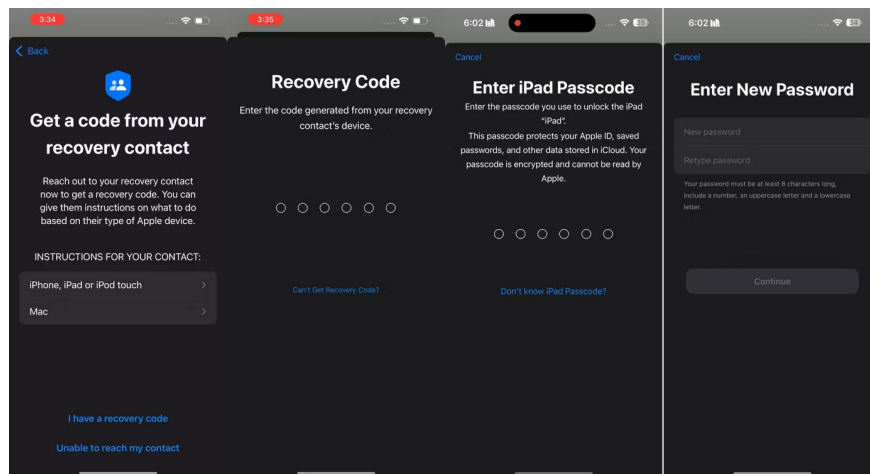 3:34
Back
Get a code from your
recovery contact
Reach out to your recovery contact
now to get a recovery code. You can
give them instructions on what to do
based on their type of Apple device.
INSTRUCTIONS FOR YOUR CONTACT:
iPhone, iPad or iPod touch
Mac
I have a recovery code
Unable to reach my contact
3:35
Recovery Code
Enter the code generated from your recovery
contact's device.
Can't Get Recovery Code?
6:02
35
Cancel
Enter iPad Passcode
Enter the passcode you use to unlock the iPad
“iPad”.
This passcode protects your Apple ID, saved
passwords, and other data stored in iCloud. Your
passcode is encrypted and cannot be read by
Apple.
Don't know iPad Passcode?
6:02
34
Cancel
Enter New Password
New password
Retype password
Your password must be at least 8 characters long,
include a number, an uppercase letter and a lowercase
letter.
Continue